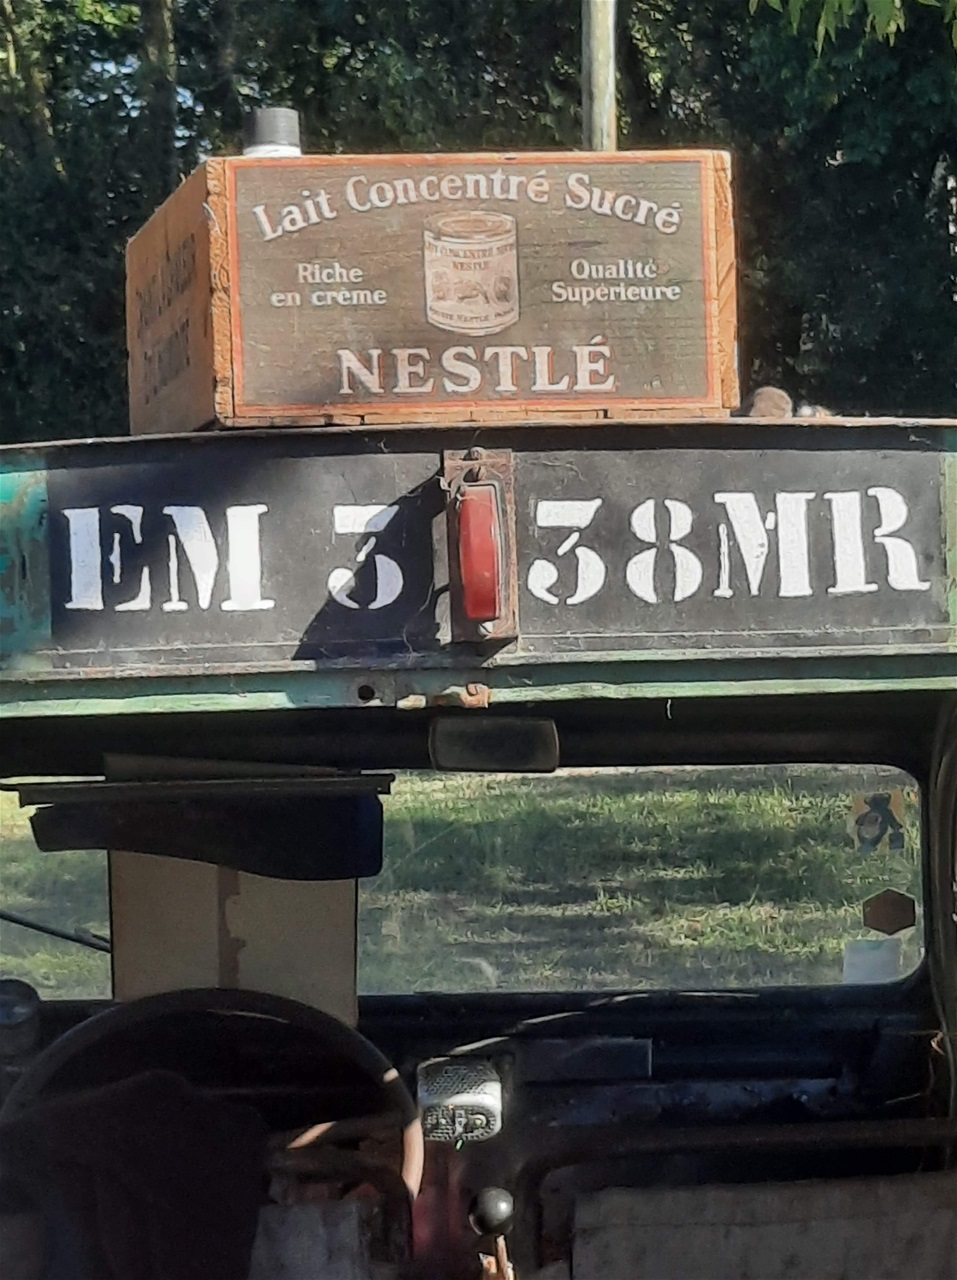 Lait Concentré Sucré
Riche
en crème
Qualité
Supérieure
NESTLÉ
EM 3 38MR